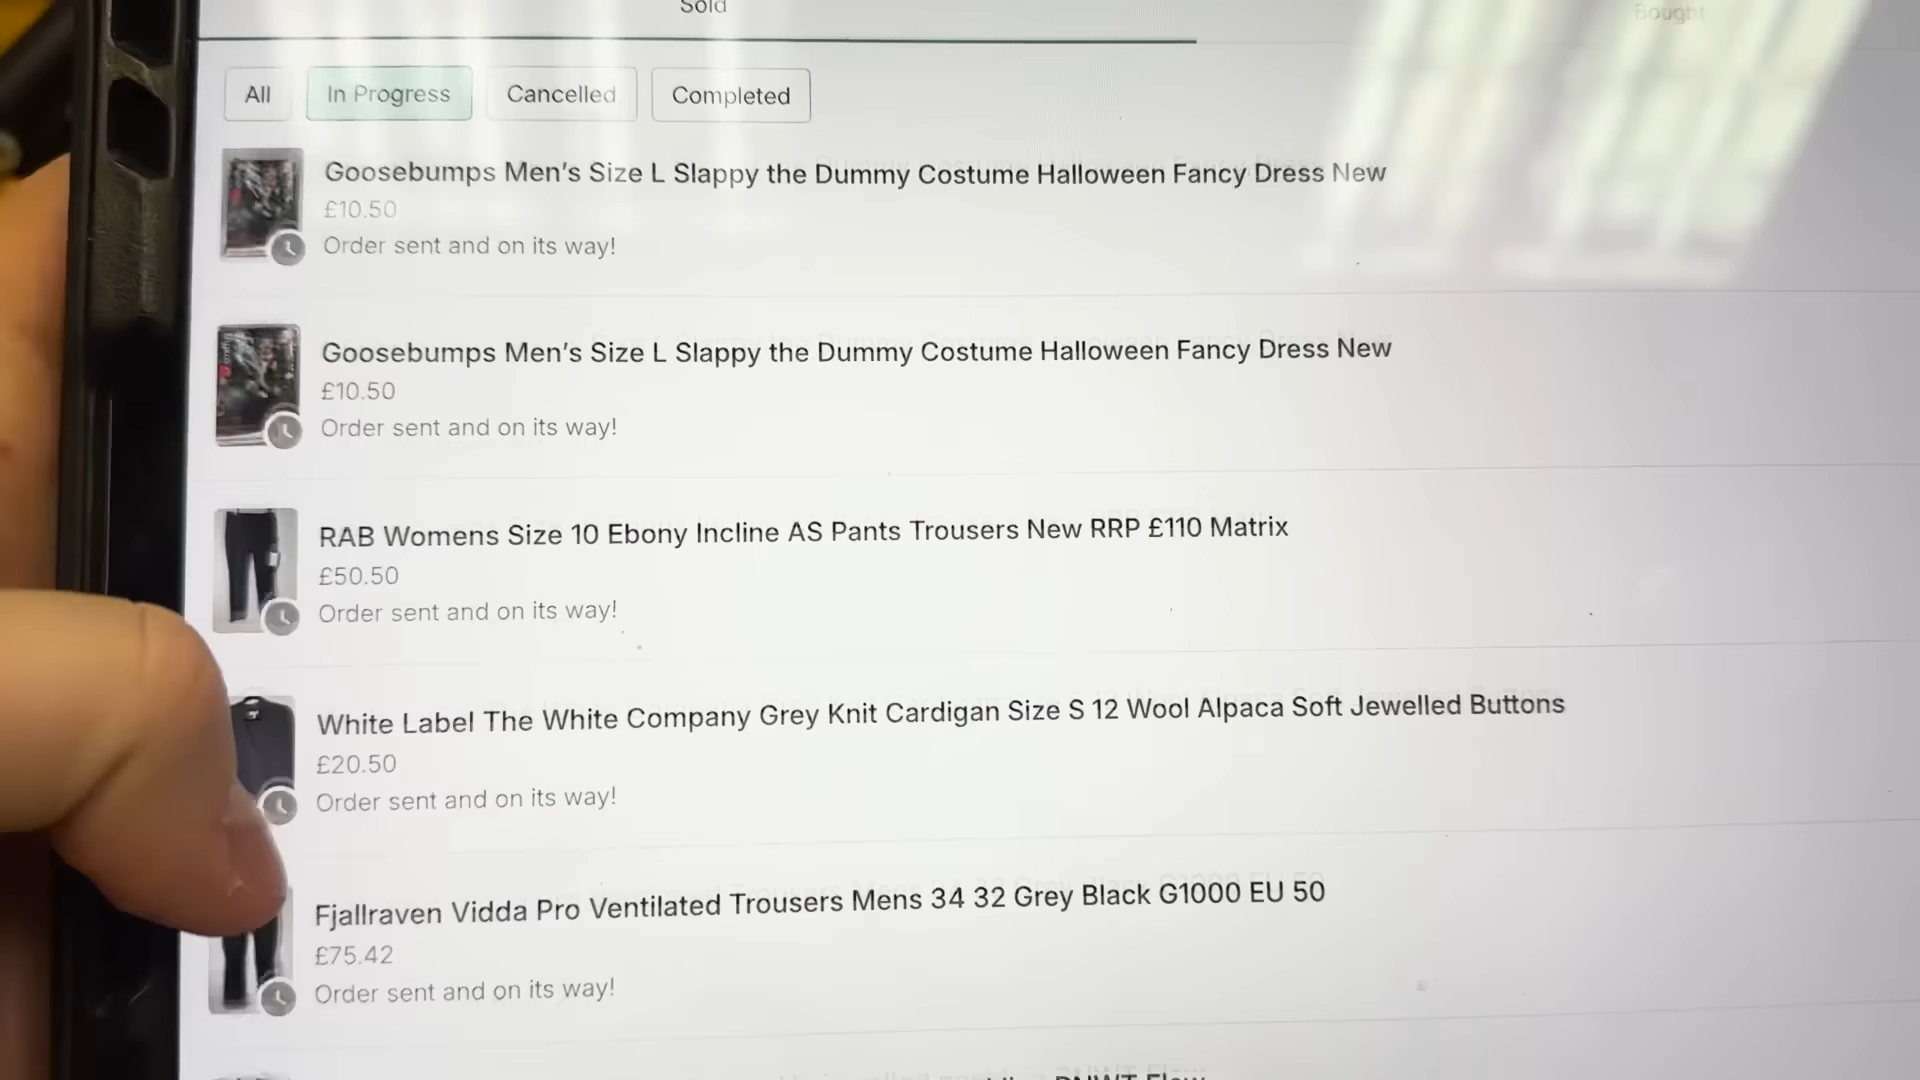 Sold
Bought
All
In Progress
Cancelled
Completed
Goosebumps Men's Size L Slappy the Dummy Costume Halloween Fancy Dress New
£10.50
Order sent and on its way!
Goosebumps Men's Size L Slappy the Dummy Costume Halloween Fancy Dress New
£10.50
Order sent and on its way!
RAB Womens Size 10 Ebony Incline AS Pants Trousers New RRP £110 Matrix
£50.50
Order sent and on its way!
White Label The White Company Grey Knit Cardigan Size S 12 Wool Alpaca Soft Jewelled Buttons
£20.50
Order sent and on its way!
Fjallraven Vidda Pro Ventilated Trousers Mens 34 32 Grey Black G1000 EU 50
£75.42
Order sent and on its way!